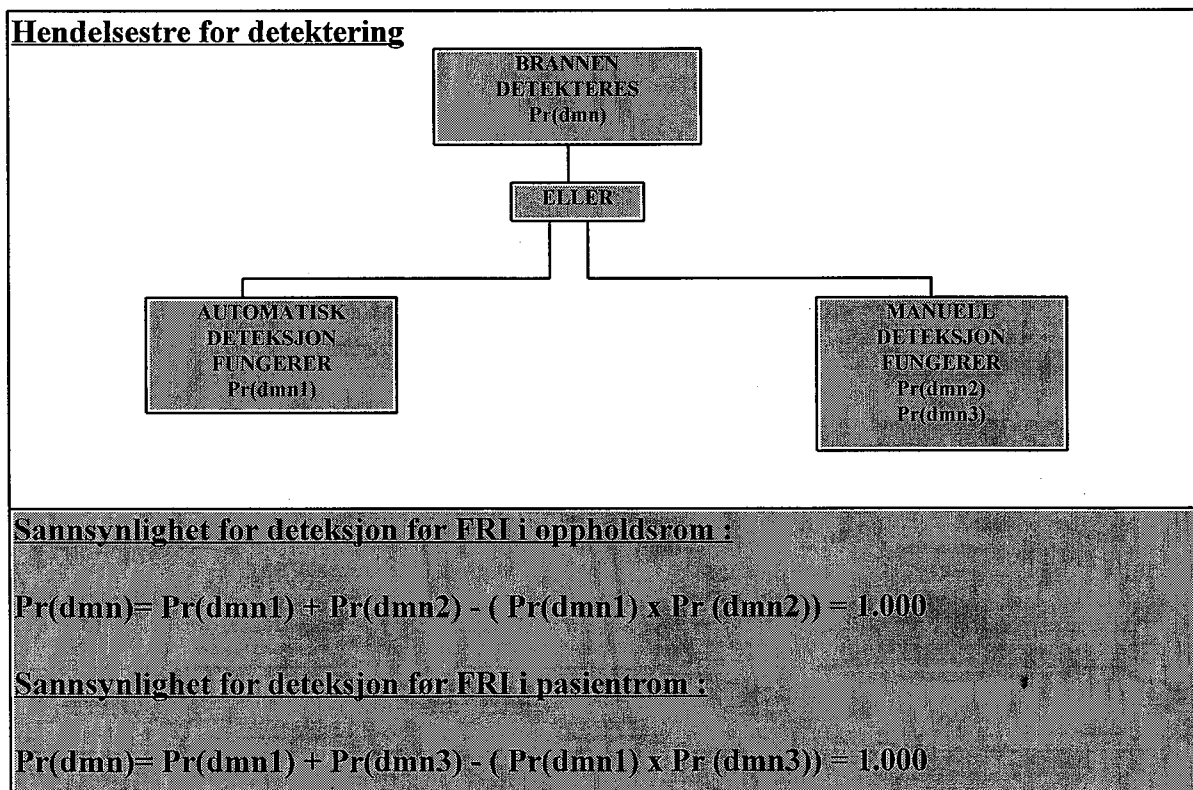 Hendelsestre for detektering
BRANNEN
DETEKTERES
Pr(dmn)
ELLER
AUTOMATISK
DETEKSJON
FUNGERER
Pr(dmn1)
MANUELL
DETEKSJON
FUNGERER
Pr(dmn2)
Pr(dmn3)
Sannsynlighet for deteksjon før FRI i oppholdsrom :
Pr(dmn)= Pr(dmn1) + Pr(dmn2) - ( Pr(dmn1) x Pr (dmn2)) = 1.000
Sannsynlighet for deteksjon før FRI i pasientrom :
Pr(dmn)= Pr(dmn1) + Pr(dmn3) - ( Pr(dmn1) x Pr (dmn3)) = 1.000